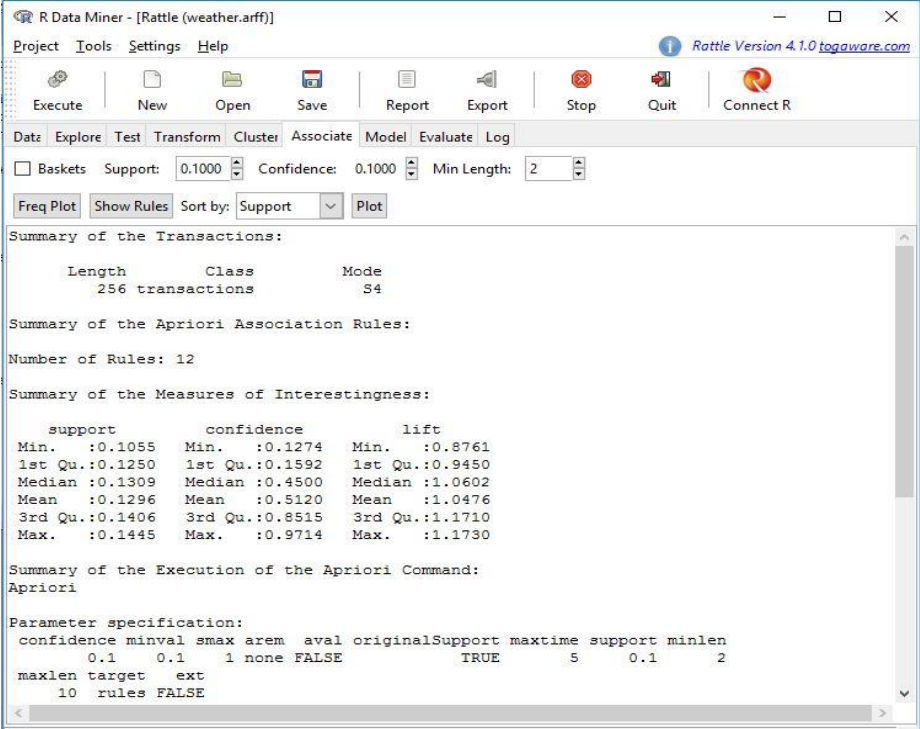 R Data Miner - [Rattle (weather.arff)]
Project Tools Settings Help Rattle Version 4.1.0 togaware.com
Execute New Open Save Report Export Stop Quit Connect R
Data Explore Test Transform Cluster Associate Model Evaluate Log
Baskets Support: 0.1000 Confidence: 0.1000 Min Length: 2
Freq Plot Show Rules Sort by: Support Plot
Summary of the Transactions:
Length Class Mode
256 transactions S4
Summary of the Apriori Association Rules:
Number of Rules: 12
Summary of the Measures of Interestingness:
support confidence lift
Min. :0.1055 Min. :0.1274 Min. :0.8761
1st Qu.:0.1250 1st Qu.:0.1592 1st Qu.:0.9450
Median :0.1309 Median :0.4500 Median :1.0602
Mean :0.1296 Mean :0.5120 Mean :1.0476
3rd Qu.:0.1406 3rd Qu.:0.8515 3rd Qu.:1.1710
Max. :0.1445 Max. :0.9714 Max. :1.1730
Summary of the Execution of the Apriori Command:
Apriori
Parameter specification:
confidence minval smax arem aval originalSupport maxtime support minlen
0.1 0.1 1 none FALSE TRUE 5 0.1 2
maxlen target ext
10 rules FALSE